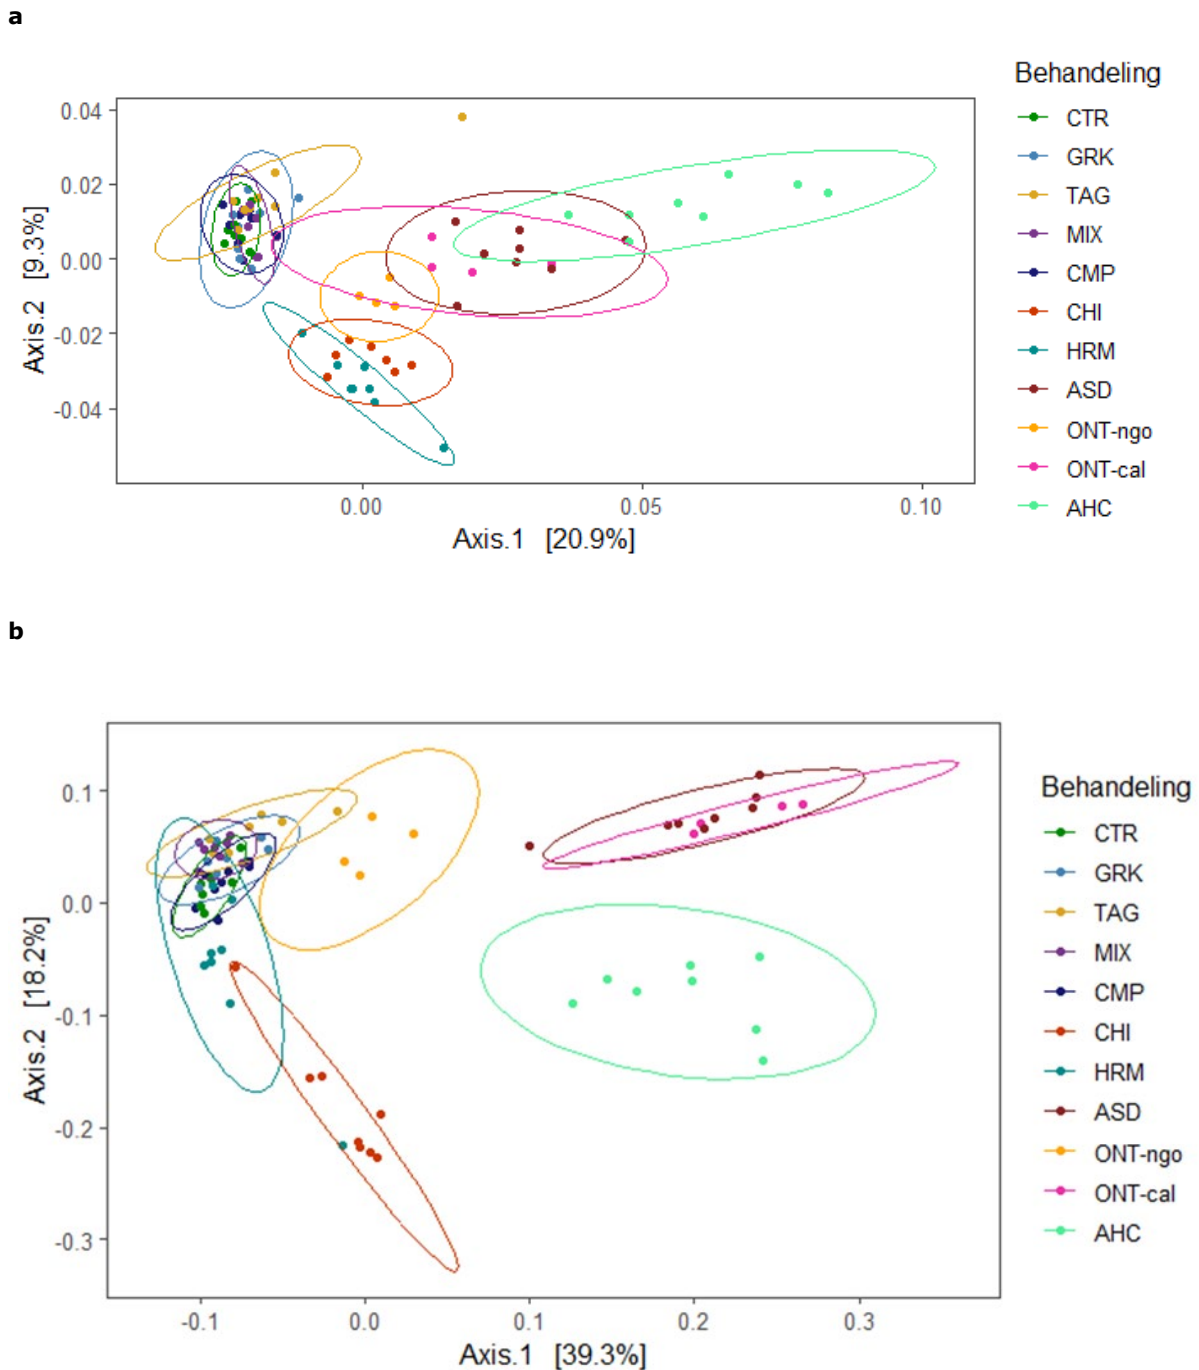 a
Behandeling
CTR
GRK
TAG
MIX
CMP
CHI
HRM
ASD
ONT-ngo
ONT-cal
AHC
Axis.2 [9.3%]
0.04
0.02
0.00
-0.02
-0.04
0.00 0.05 0.10
Axis.1 [20.9%]
b
Behandeling
CTR
GRK
TAG
MIX
CMP
CHI
HRM
ASD
ONT-ngo
ONT-cal
AHC
Axis.2 [18.2%]
0.1
0.0
-0.1
-0.2
-0.3
-0.1 0.0 0.1 0.2 0.3
Axis.1 [39.3%]